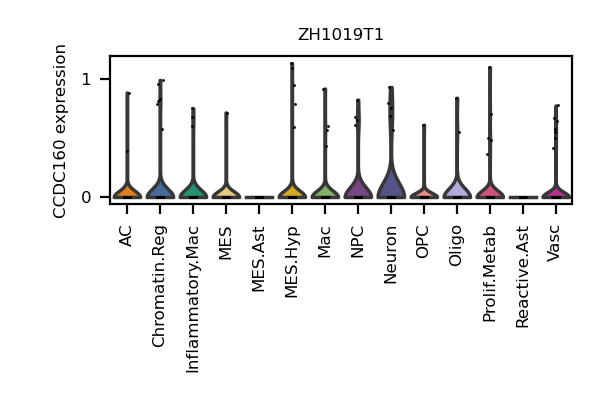 ZH1019T1
CCDC160 expression
1
0
AC
Chromatin.Reg
Inflammatory.Mac
MES
MES.Ast
MES.Hyp
Mac
NPC
Neuron
OPC
Oligo
Prolif.Metab
Reactive.Ast
Vasc